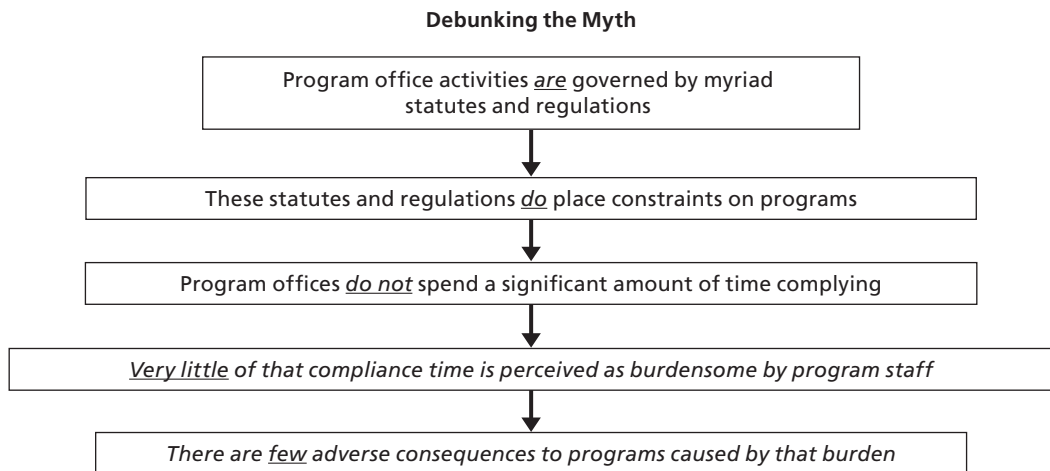 Debunking the Myth
Program office activities are governed by myriad
statutes and regulations
These statutes and regulations do place constraints on programs
Program offices do not spend a significant amount of time complying
Very little of that compliance time is perceived as burdensome by program staff
There are few adverse consequences to programs caused by that burden